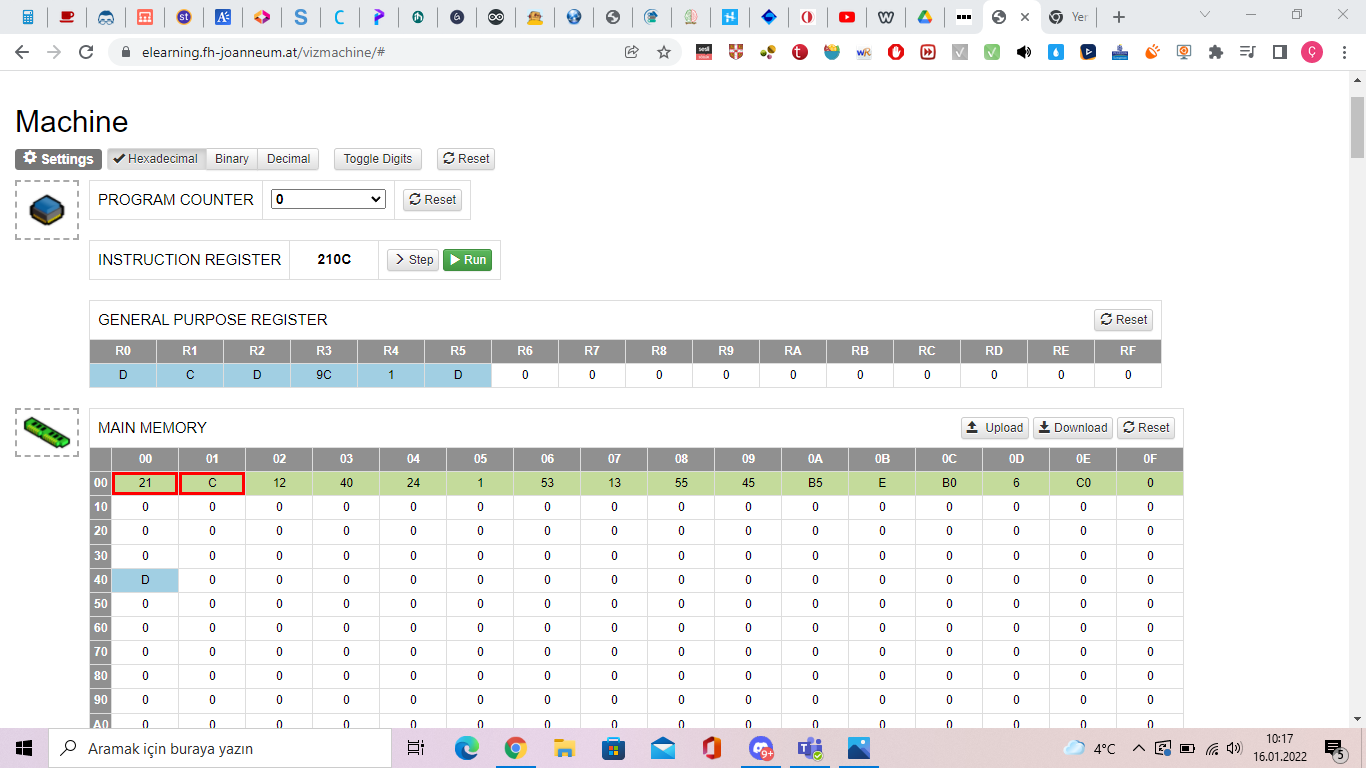 elearning.fh-joanneum.at/vizmachine/#
Machine
Settings Hexadecimal Binary Decimal Toggle Digits Reset
PROGRAM COUNTER 0 Reset
INSTRUCTION REGISTER 210C Step Run
GENERAL PURPOSE REGISTER Reset
R0 R1 R2 R3 R4 R5 R6 R7 R8 R9 RA RB RC RD RE RF
D C D 9C 1 D 0 0 0 0 0 0 0 0 0 0
MAIN MEMORY Upload Download Reset
00 01 02 03 04 05 06 07 08 09 0A 0B 0C 0D 0E 0F
00 21 C 12 40 24 1 53 13 55 45 B5 E B0 6 C0 0
10 0 0 0 0 0 0 0 0 0 0 0 0 0 0 0 0
20 0 0 0 0 0 0 0 0 0 0 0 0 0 0 0 0
30 0 0 0 0 0 0 0 0 0 0 0 0 0 0 0 0
40 D 0 0 0 0 0 0 0 0 0 0 0 0 0 0 0
50 0 0 0 0 0 0 0 0 0 0 0 0 0 0 0 0
60 0 0 0 0 0 0 0 0 0 0 0 0 0 0 0 0
70 0 0 0 0 0 0 0 0 0 0 0 0 0 0 0 0
80 0 0 0 0 0 0 0 0 0 0 0 0 0 0 0 0
90 0 0 0 0 0 0 0 0 0 0 0 0 0 0 0 0
A0 0 0 0 0 0 0 0 0 0 0 0 0 0 0 0 0
Aramak için buraya yazın 4°C 10:17
16.01.2022